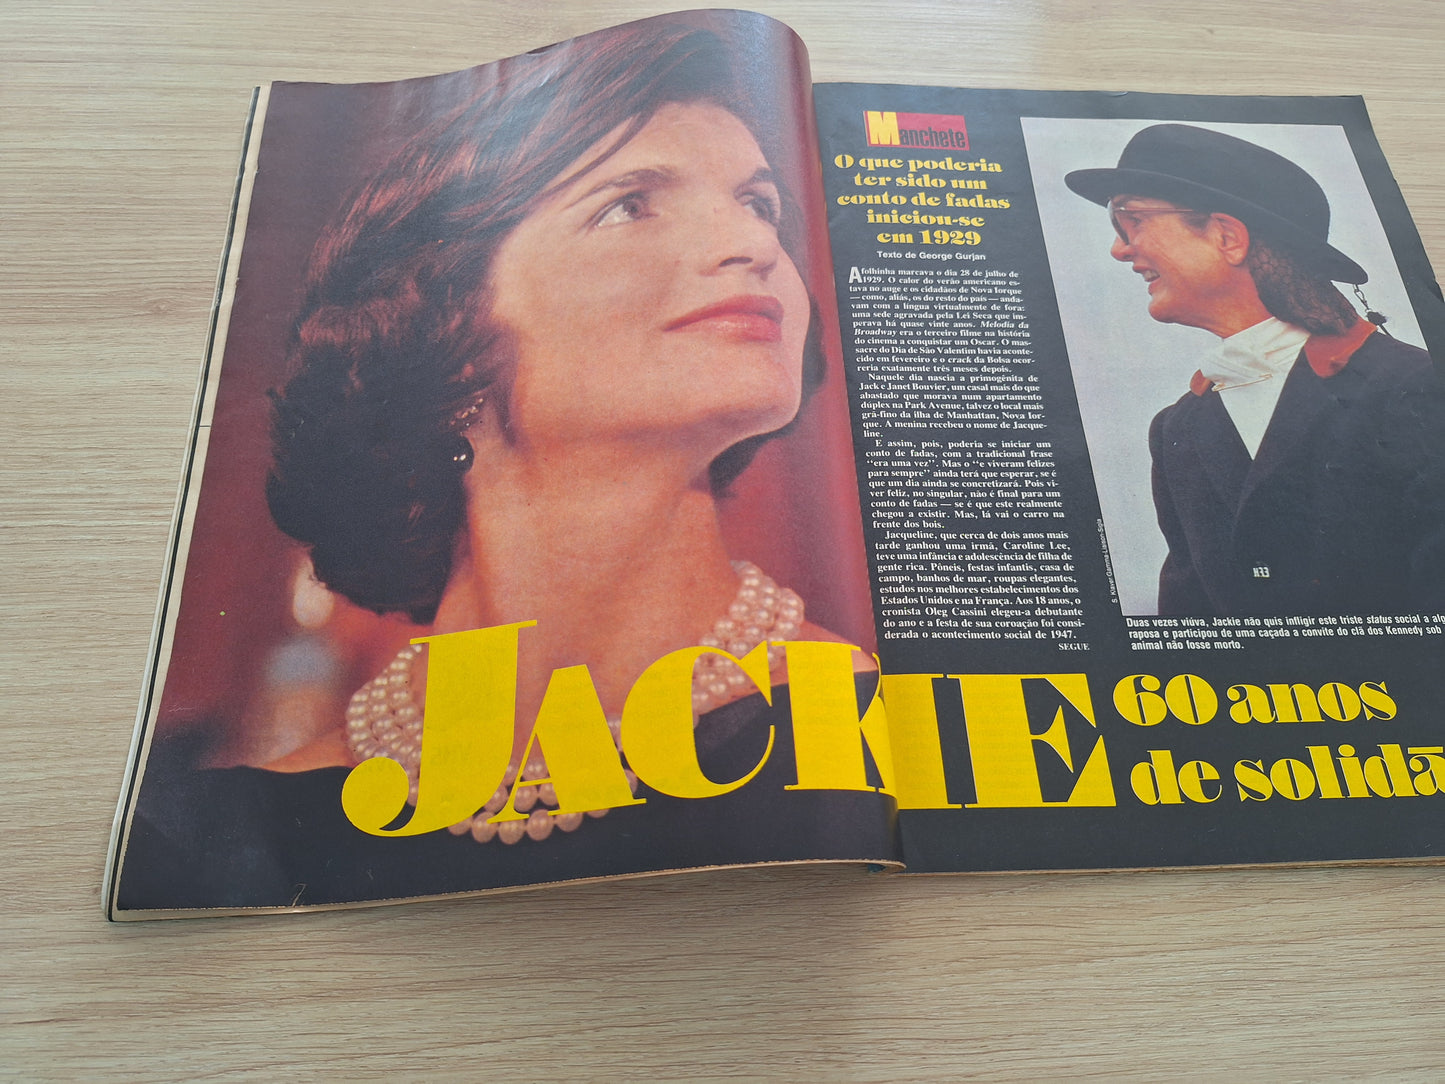 Manchete
O que poderia
ter sido um
conto de fadas
iniciou-se
em 1929
Texto de George Gurjan
A folhinha marcava o dia 28 de julho de
1929. O calor do verão americano es-
tava no auge e os cidadãos de Nova Iorque
— como, aliás, os do resto do país — anda-
vam com a língua virtualmente de fora:
uma sede agravada pela Lei Seca que im-
perava há quase vinte anos. Melodia da
Broadway era o terceiro filme na história
do cinema a conquistar um Oscar. O mas-
sacre do Dia de São Valentim havia aconte-
cido em fevereiro e o crack da Bolsa ocor-
reria exatamente três meses depois.
Naquele dia nascia a primogênita de
Jack e Janet Bouvier, um casal mais do que
abastado que morava num apartamento
dúplex na Park Avenue, talvez o local mais
grã-fino da ilha de Manhattan, Nova Ior-
que. A menina recebeu o nome de Jacque-
line.
E assim, pois, poderia se iniciar um
conto de fadas, com a tradicional frase
“era uma vez”. Mas o “e viveram felizes
para sempre” ainda terá que esperar, se é
que um dia ainda se concretizará. Pois vi-
ver feliz, no singular, não é final para um
conto de fadas — se é que este realmente
chegou a existir. Mas, lá vai o carro na
frente dos bois.
Jacqueline, que cerca de dois anos mais
tarde ganhou uma irmã, Caroline Lee,
teve uma infância e adolescência de filha de
gente rica. Pôneis, festas infantis, casa de
campo, banhos de mar, roupas elegantes,
estudos nos melhores estabelecimentos dos
Estados Unidos e na França. Aos 18 anos, o
cronista Oleg Cassini elegeu-a debutante
do ano e a festa de sua coroação foi consi-
derada o acontecimento social de 1947.
SEGUE
S. Klaver Gamma-Liaison-Sigla
Duas vezes viúva, Jackie não quis infligir este triste status social a alg
raposa e participou de uma caçada a convite do clã dos Kennedy sob
animal não fosse morto.
JACKIE
60 anos
de solidã